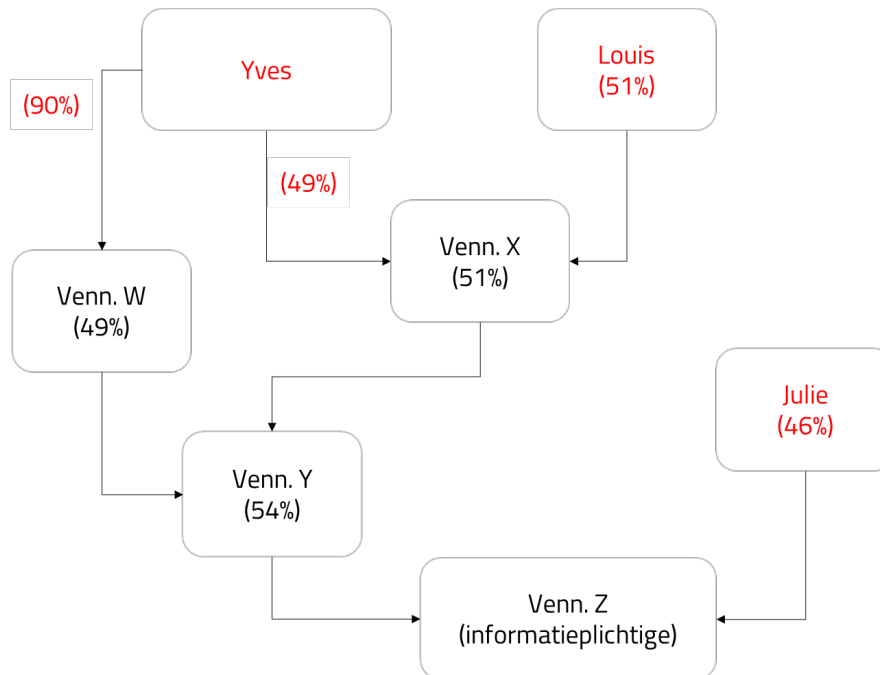 Yves
Louis
(51%)
(90%)
(49%)
Venn. X
(51%)
Venn. W
(49%)
Julie
(46%)
Venn. Y
(54%)
Venn. Z
(informatieplichtige)